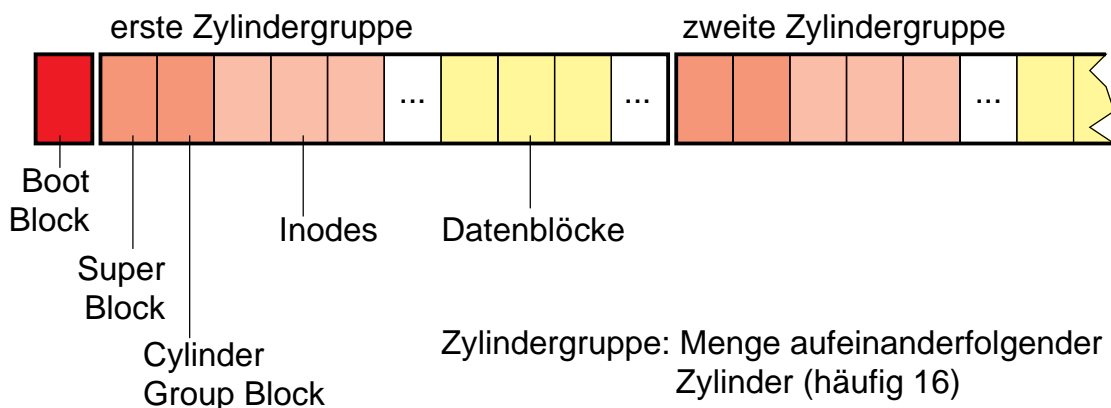 erste Zylindergruppe
zweite Zylindergruppe
...
...
...
Boot
Block
Inodes
Datenblöcke
Super
Block
Cylinder
Group Block
Zylindergruppe: Menge aufeinanderfolgender
Zylinder (häufig 16)